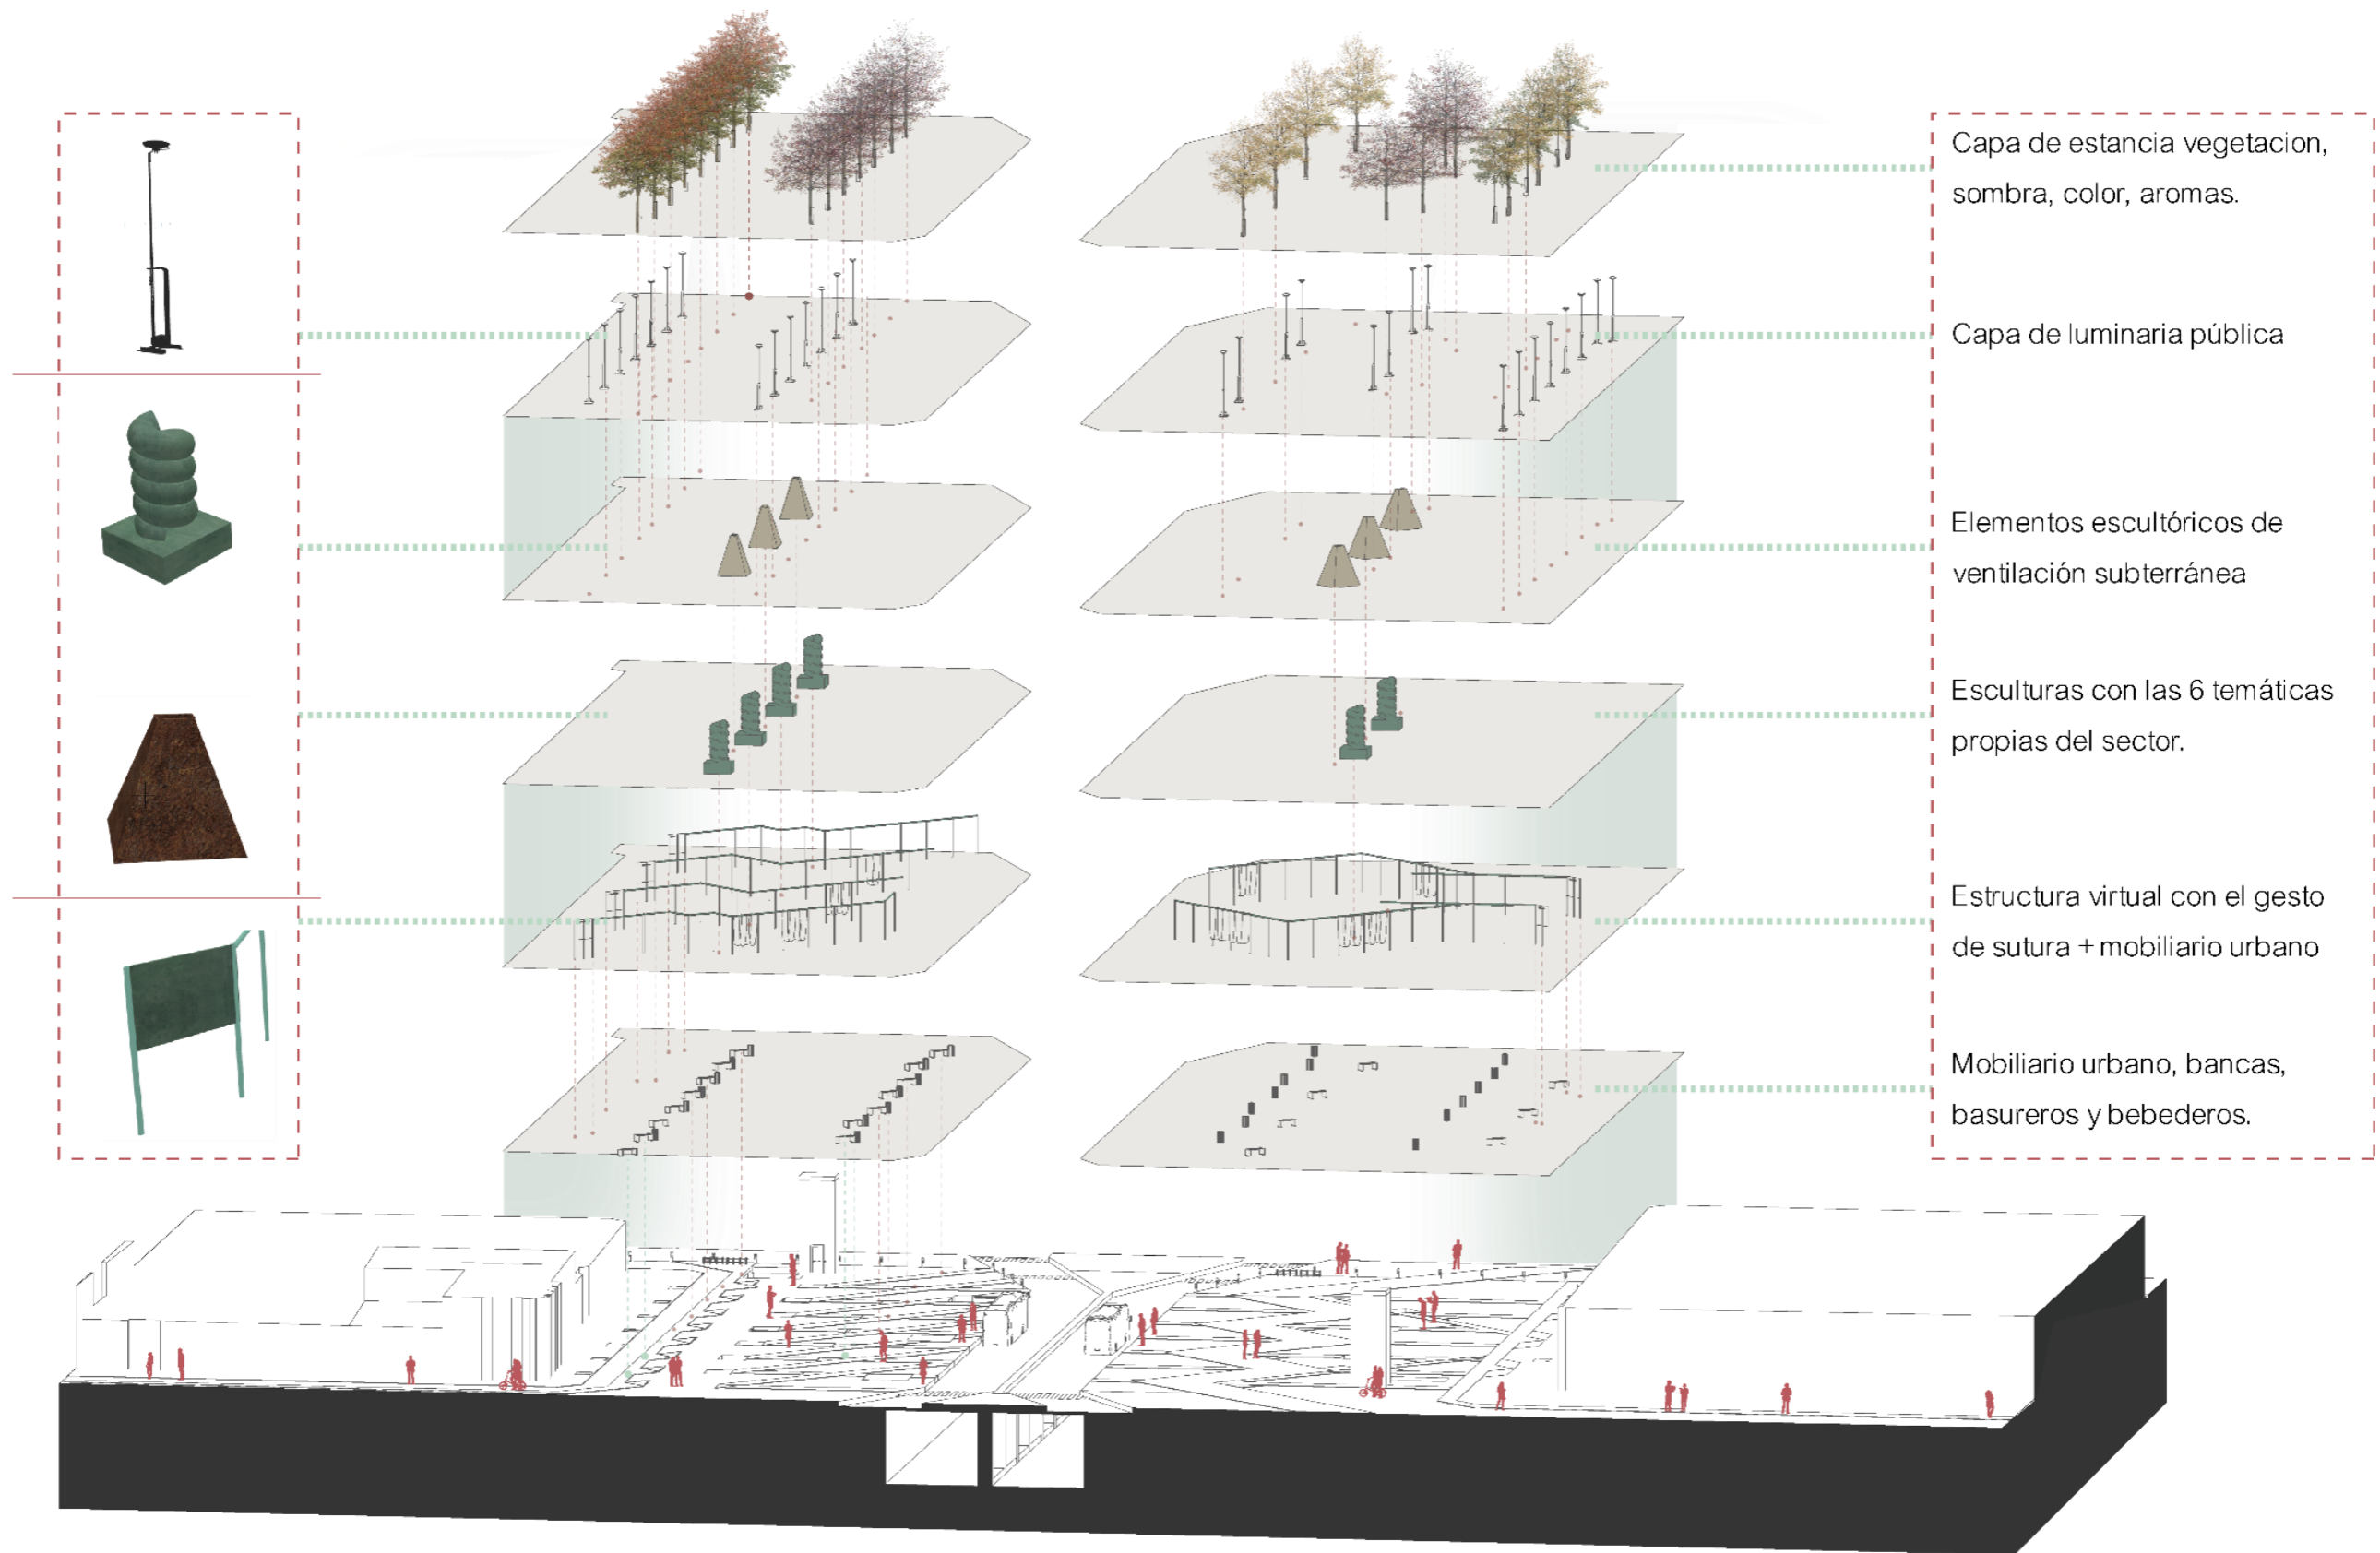 Capa de estancia vegetacion,
sombra, color, aromas.
Capa de luminaria pública
Elementos escultóricos de
ventilación subterránea
Esculturas con las 6 temáticas
propias del sector.
Estructura virtual con el gesto
de sutura + mobiliario urbano
Mobiliario urbano, bancas,
basureros y bebederos.